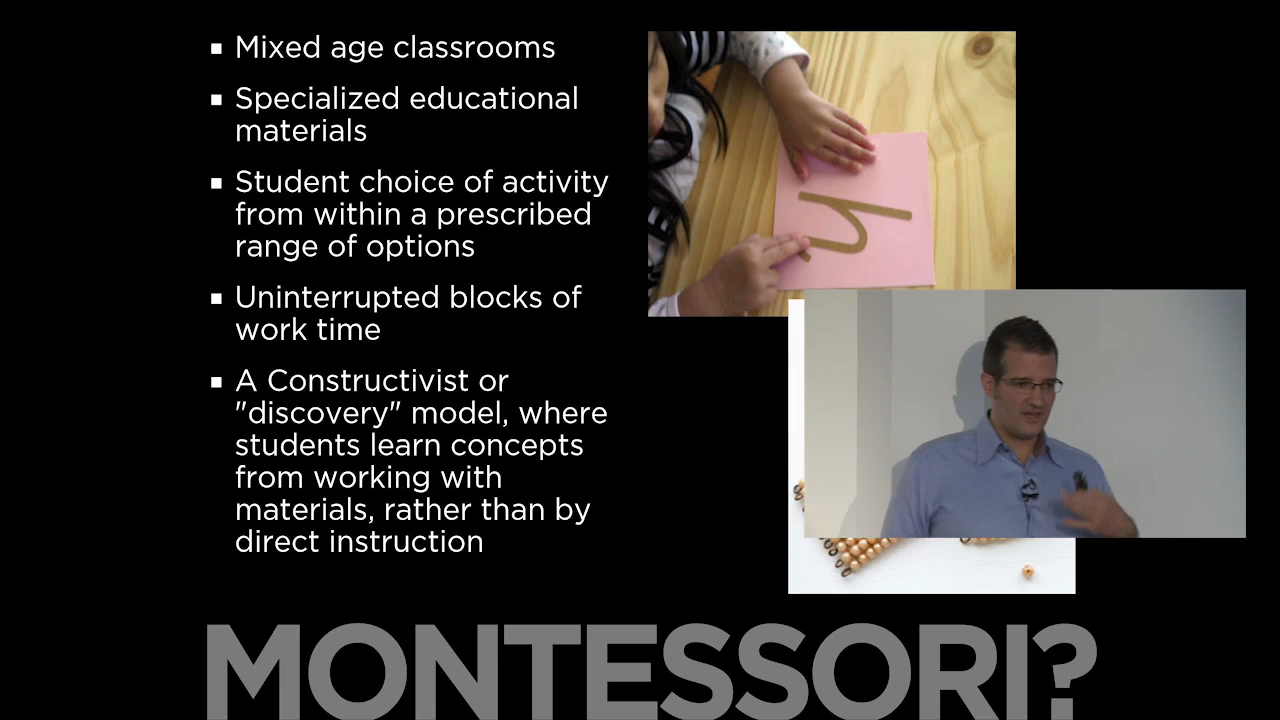 Mixed age classrooms
Specialized educational
materials
Student choice of activity
from within a prescribed
range of options
Uninterrupted blocks of
work time
A Constructivist or
"discovery" model, where
students learn concepts
from working with
materials, rather than by
direct instruction
MONTESSORI?